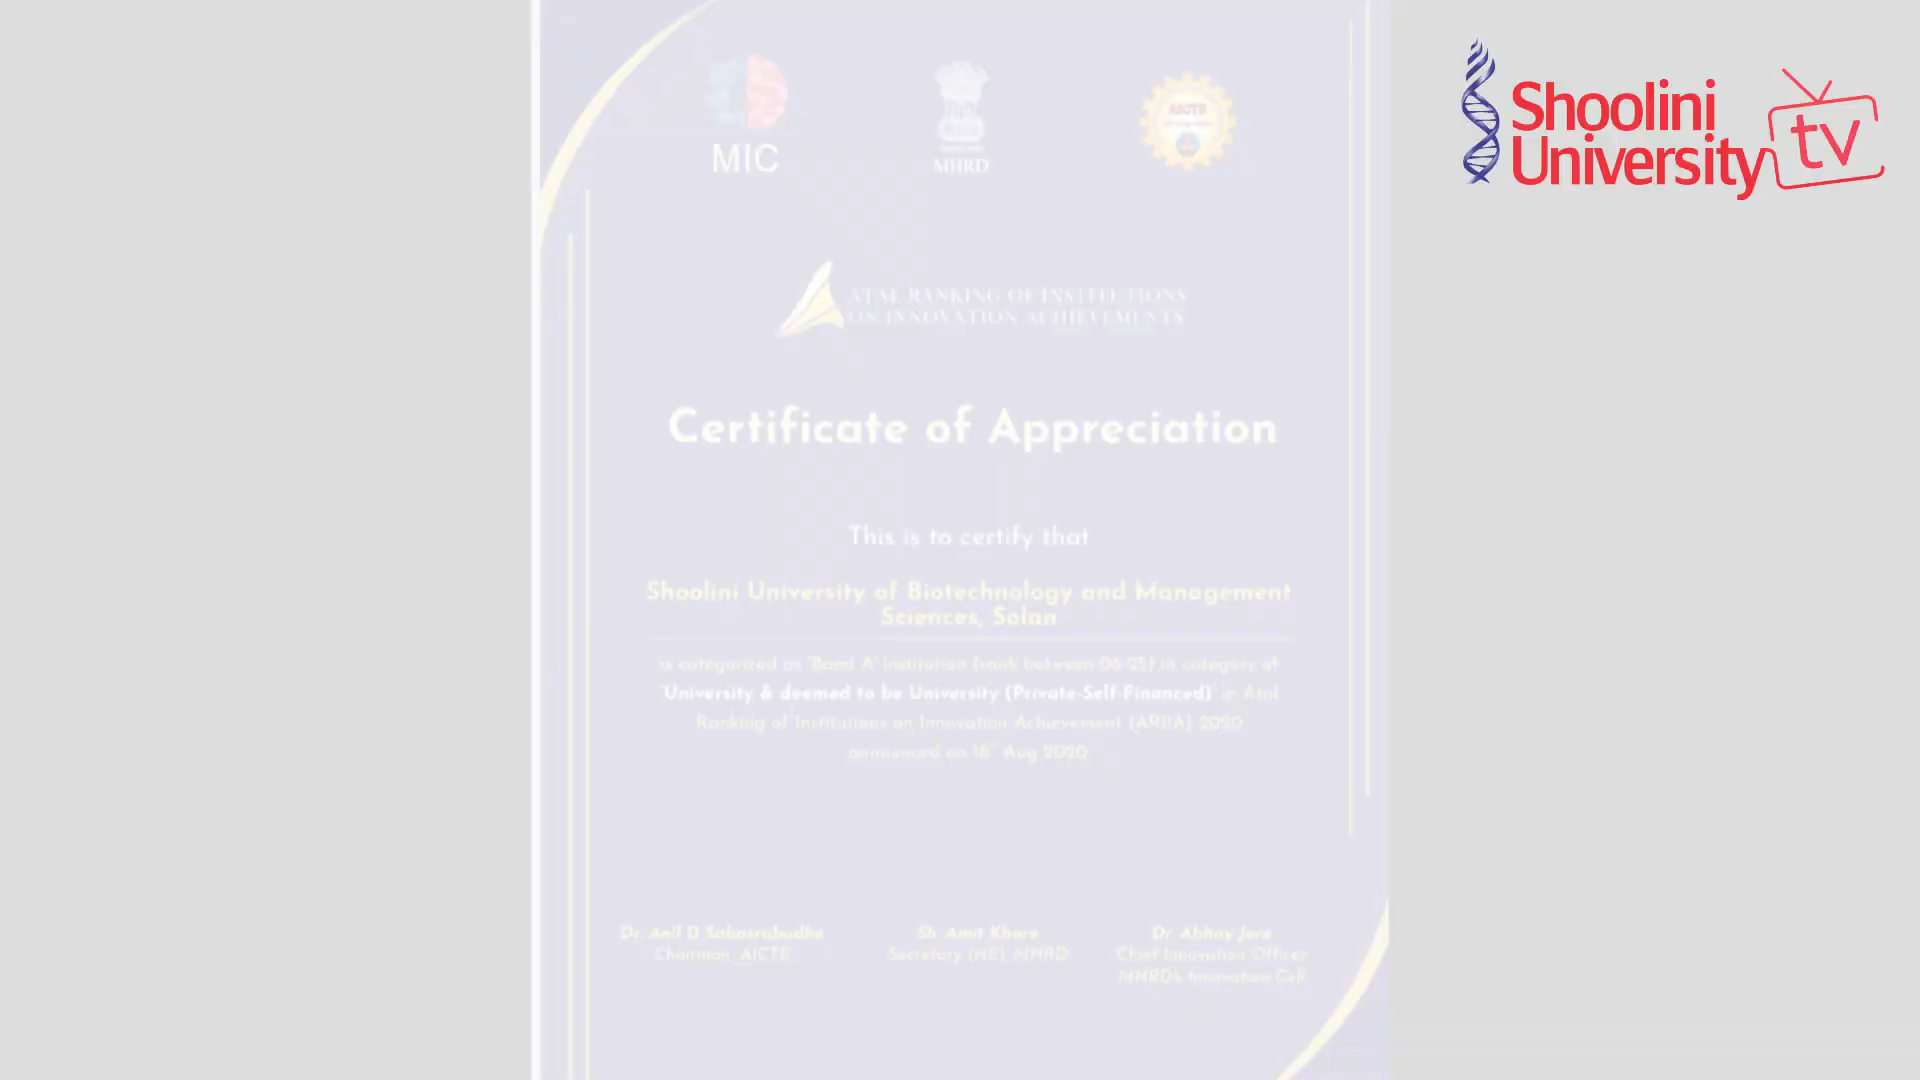 MIC
MHRD
AICTE
ATAL RANKING OF INSTITUTIONS
ON INNOVATION ACHIEVEMENTS
Certificate of Appreciation
This is to certify that
Shoolini University of Biotechnology and Management
Sciences, Solan
is categorized as 'Band A' Institution (rank between 06-25) in category of
'University & deemed to be University (Private-Self Financed)' in Atal
Ranking of Institutions on Innovation Achievement (ARIIA) 2020
announced on 18th Aug 2020
Dr. Anil D Sahasrabudhe
Chairman, AICTE
Sh. Amit Khare
Secretary (HE), MHRD
Dr. Abhay Jere
Chief Innovation Officer
MHRD's Innovation Cell
Shoolini
University
tv